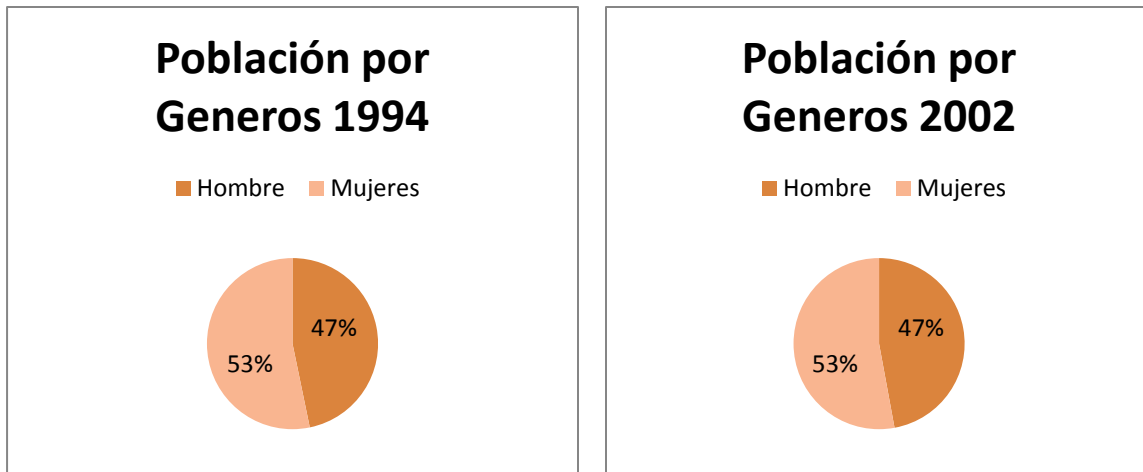 Población por
Generos 1994
Hombre Mujeres
47%
53%
Población por
Generos 2002
Hombre Mujeres
47%
53%